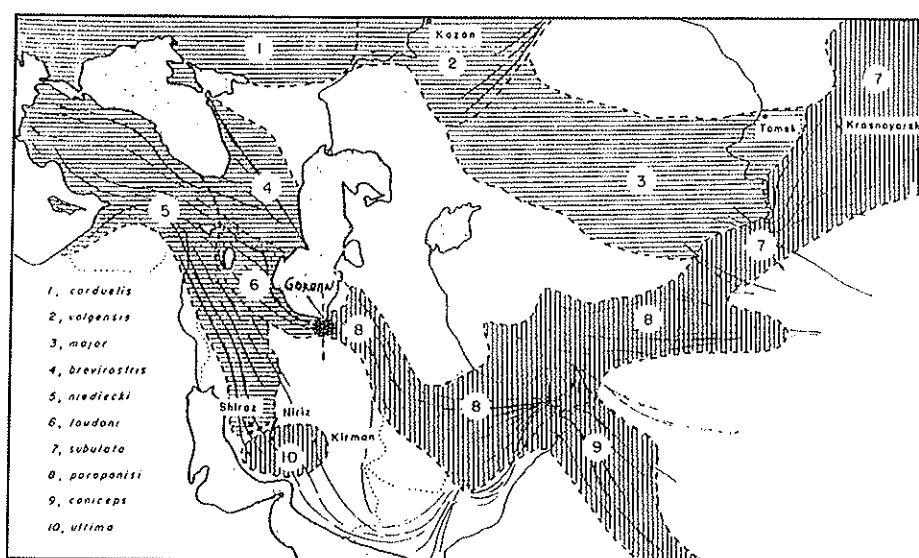 1
Kazan
2
7
Tomsk
Krasnoyarsk
3
4
5
7
6
GORGAN
8
8
8
Shiraz
Niriz
Kirman
10
9
1, carduelis
2, volgensis
3, major
4, brevirostris
5, niediecki
6, loudoni
7, subulata
8, paropanisi
9, caniceps
10, ultima